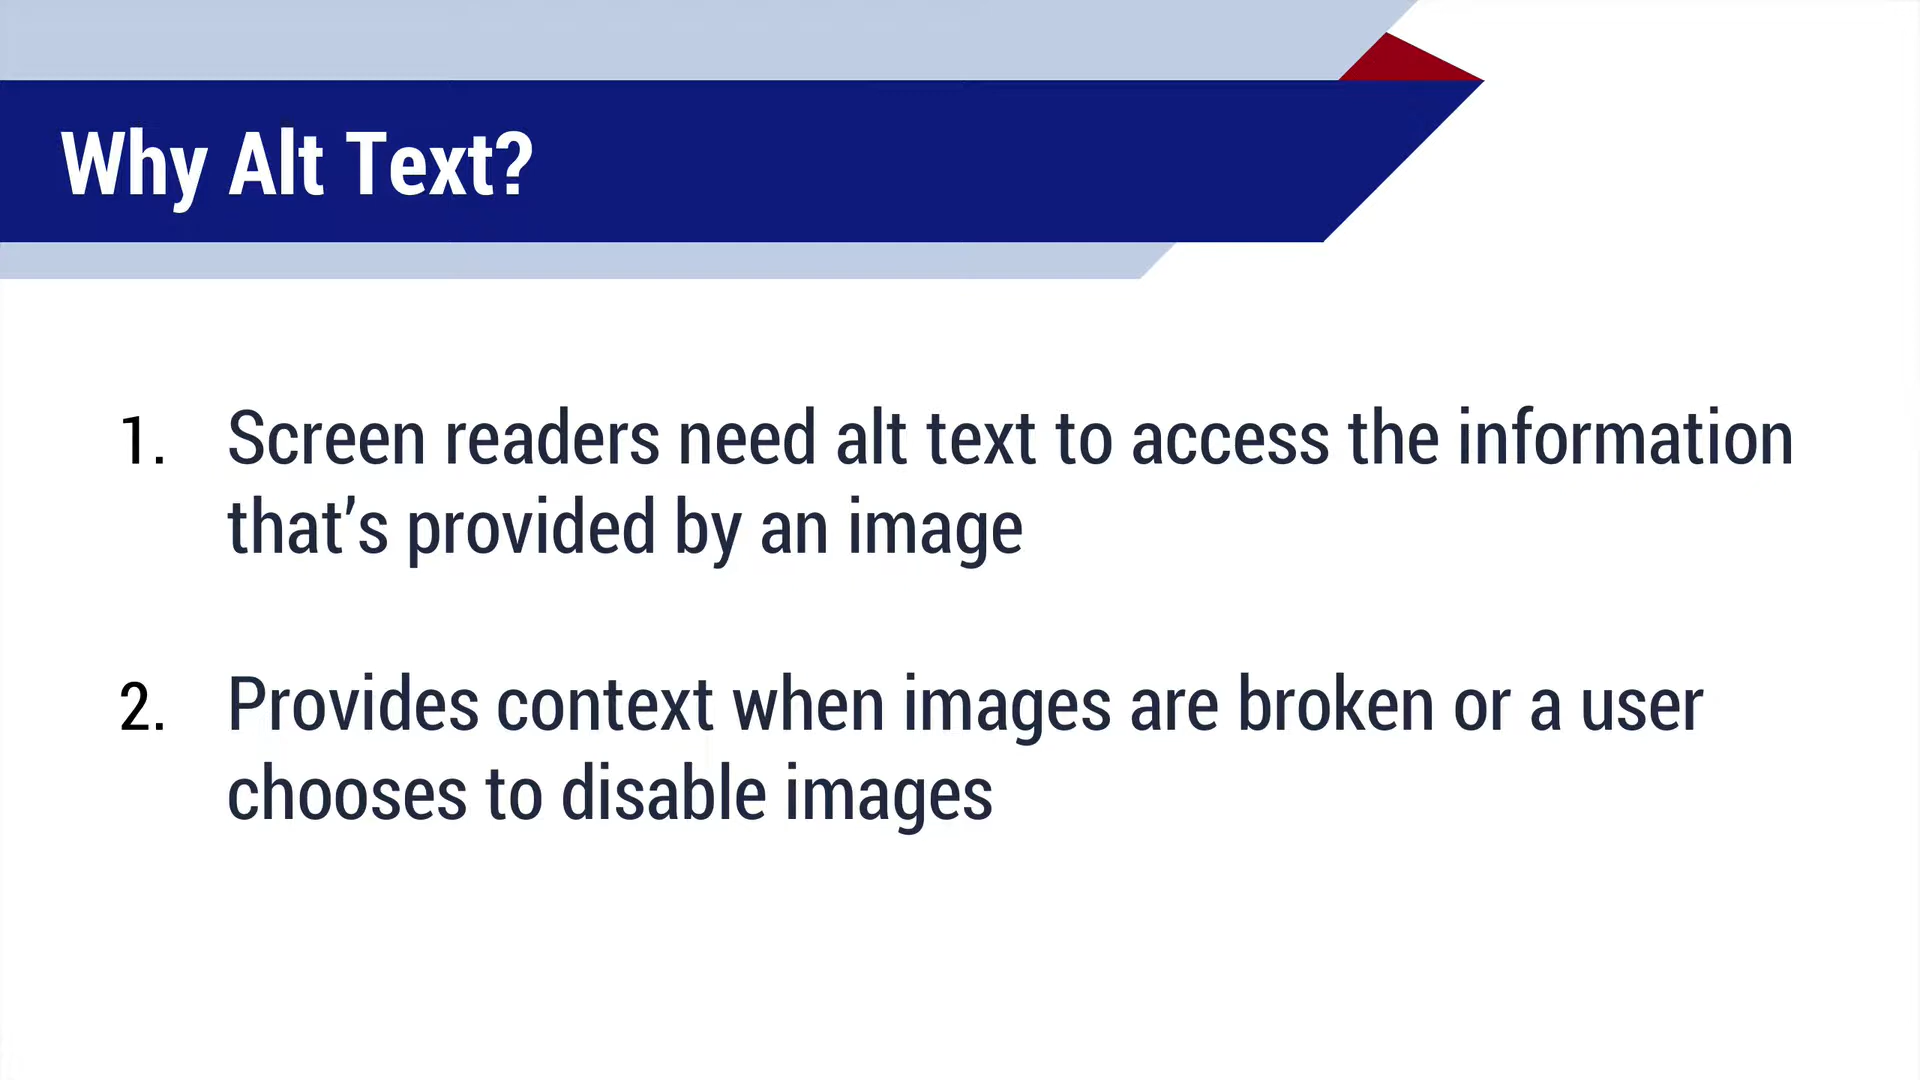 Why Alt Text?
1. Screen readers need alt text to access the information
that’s provided by an image
2. Provides context when images are broken or a user
chooses to disable images